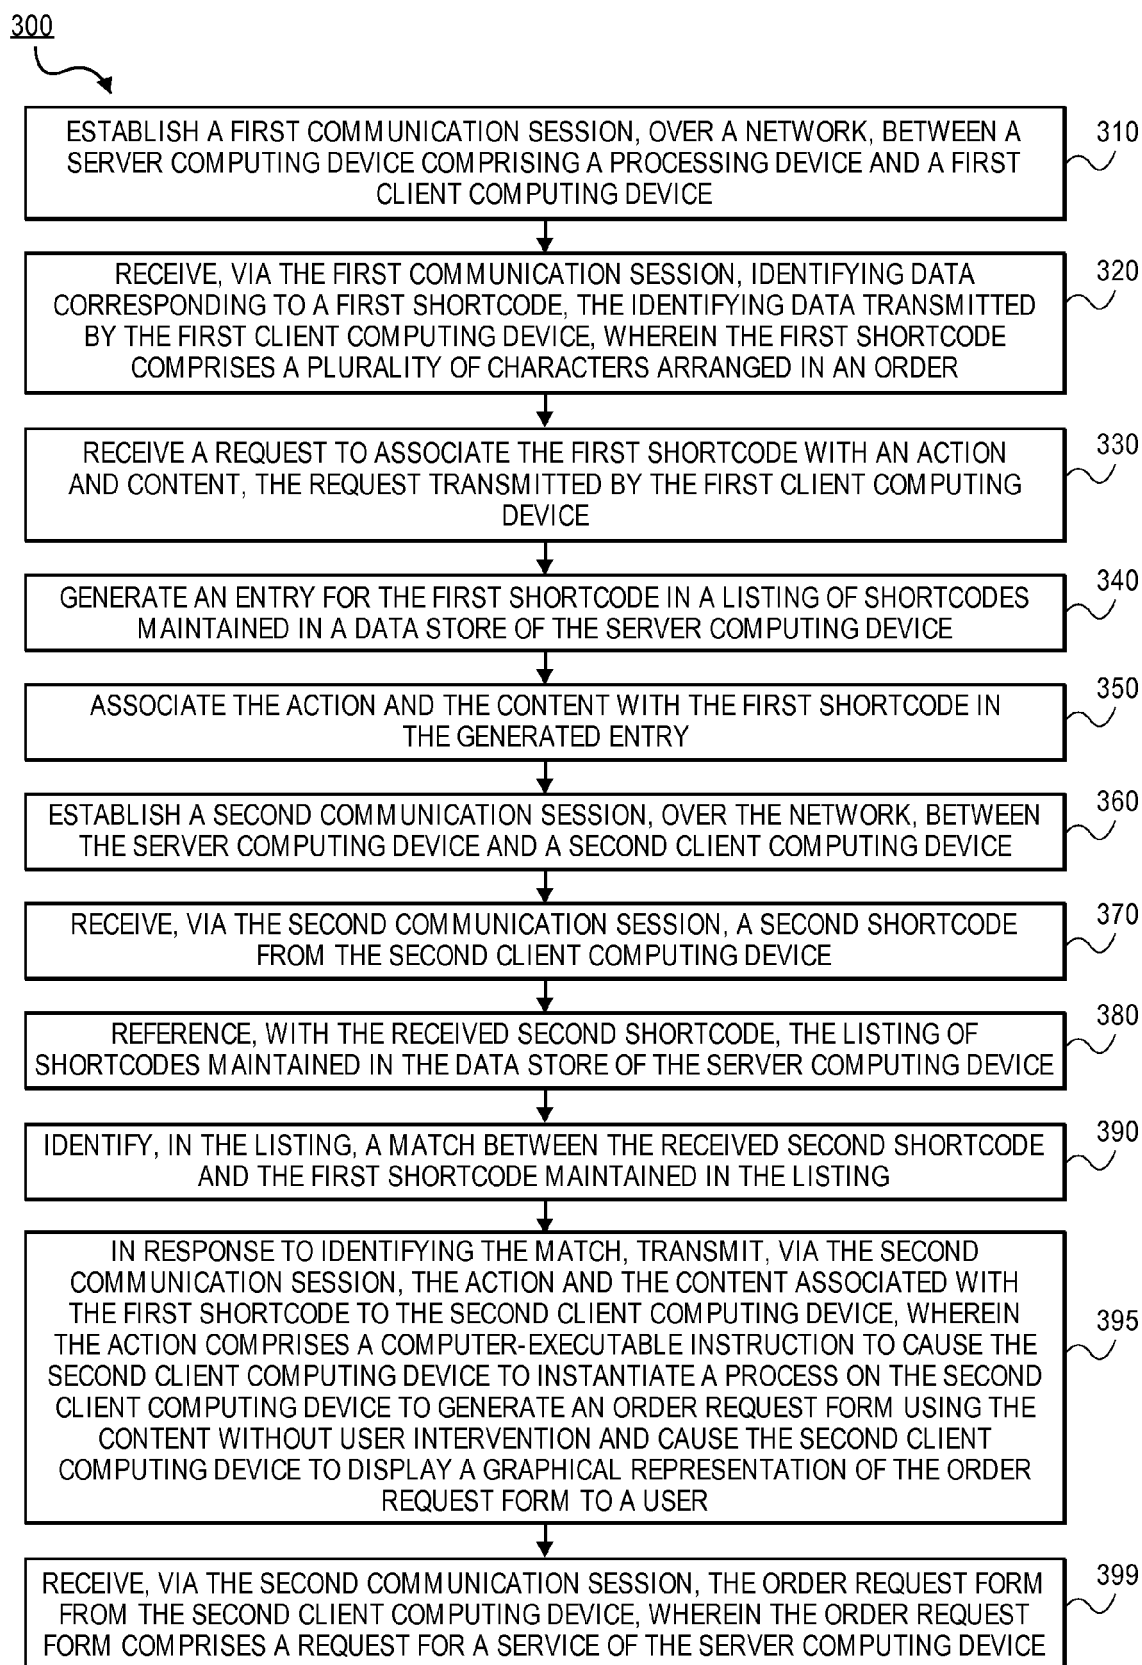 300
ESTABLISH A FIRST COMMUNICATION SESSION, OVER A NETWORK, BETWEEN A
SERVER COMPUTING DEVICE COMPRISING A PROCESSING DEVICE AND A FIRST
CLIENT COMPUTING DEVICE
310
RECEIVE, VIA THE FIRST COMMUNICATION SESSION, IDENTIFYING DATA
CORRESPONDING TO A FIRST SHORTCODE, THE IDENTIFYING DATA TRANSMITTED
BY THE FIRST CLIENT COMPUTING DEVICE, WHEREIN THE FIRST SHORTCODE
COMPRISES A PLURALITY OF CHARACTERS ARRANGED IN AN ORDER
320
RECEIVE A REQUEST TO ASSOCIATE THE FIRST SHORTCODE WITH AN ACTION
AND CONTENT, THE REQUEST TRANSMITTED BY THE FIRST CLIENT COMPUTING
DEVICE
330
GENERATE AN ENTRY FOR THE FIRST SHORTCODE IN A LISTING OF SHORTCODES
MAINTAINED IN A DATA STORE OF THE SERVER COMPUTING DEVICE
340
ASSOCIATE THE ACTION AND THE CONTENT WITH THE FIRST SHORTCODE IN
THE GENERATED ENTRY
350
ESTABLISH A SECOND COMMUNICATION SESSION, OVER THE NETWORK, BETWEEN
THE SERVER COMPUTING DEVICE AND A SECOND CLIENT COMPUTING DEVICE
360
RECEIVE, VIA THE SECOND COMMUNICATION SESSION, A SECOND SHORTCODE
FROM THE SECOND CLIENT COMPUTING DEVICE
370
REFERENCE, WITH THE RECEIVED SECOND SHORTCODE, THE LISTING OF
SHORTCODES MAINTAINED IN THE DATA STORE OF THE SERVER COMPUTING DEVICE
380
IDENTIFY, IN THE LISTING, A MATCH BETWEEN THE RECEIVED SECOND SHORTCODE
AND THE FIRST SHORTCODE MAINTAINED IN THE LISTING
390
IN RESPONSE TO IDENTIFYING THE MATCH, TRANSMIT, VIA THE SECOND
COMMUNICATION SESSION, THE ACTION AND THE CONTENT ASSOCIATED WITH
THE FIRST SHORTCODE TO THE SECOND CLIENT COMPUTING DEVICE, WHEREIN
THE ACTION COMPRISES A COMPUTER-EXECUTABLE INSTRUCTION TO CAUSE THE
SECOND CLIENT COMPUTING DEVICE TO INSTANTIATE A PROCESS ON THE SECOND
CLIENT COMPUTING DEVICE TO GENERATE AN ORDER REQUEST FORM USING THE
CONTENT WITHOUT USER INTERVENTION AND CAUSE THE SECOND CLIENT
COMPUTING DEVICE TO DISPLAY A GRAPHICAL REPRESENTATION OF THE ORDER
REQUEST FORM TO A USER
395
RECEIVE, VIA THE SECOND COMMUNICATION SESSION, THE ORDER REQUEST FORM
FROM THE SECOND CLIENT COMPUTING DEVICE, WHEREIN THE ORDER REQUEST
FORM COMPRISES A REQUEST FOR A SERVICE OF THE SERVER COMPUTING DEVICE
399